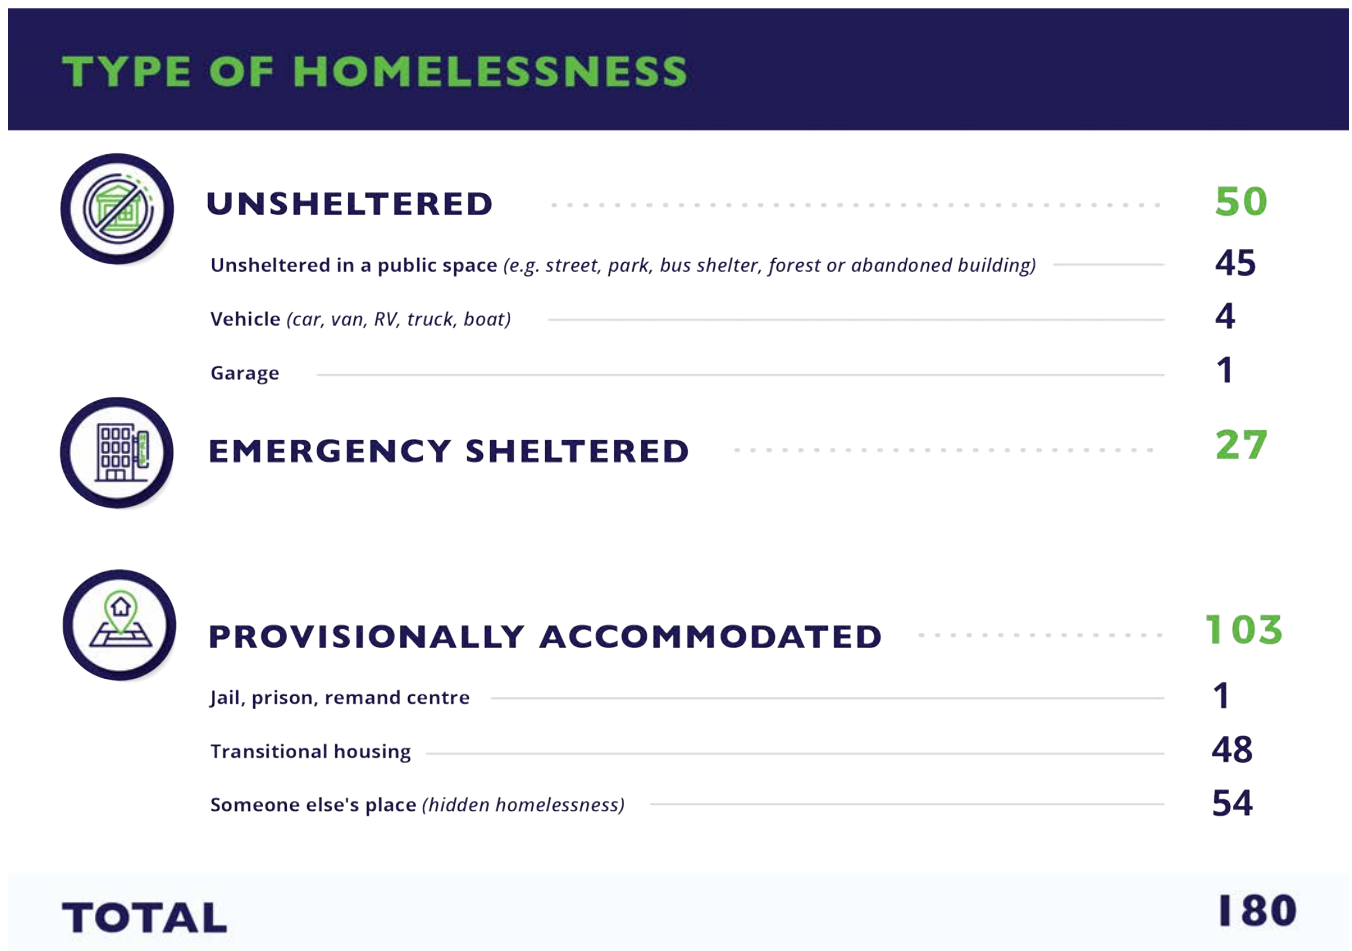 TYPE OF HOMELESSNESS
UNSHELTERED 50
Unsheltered in a public space (e.g. street, park, bus shelter, forest or abandoned building) 45
Vehicle (car, van, RV, truck, boat) 4
Garage 1
EMERGENCY SHELTERED 27
PROVISIONALLY ACCOMMODATED 103
Jail, prison, remand centre 1
Transitional housing 48
Someone else's place (hidden homelessness) 54
TOTAL 180